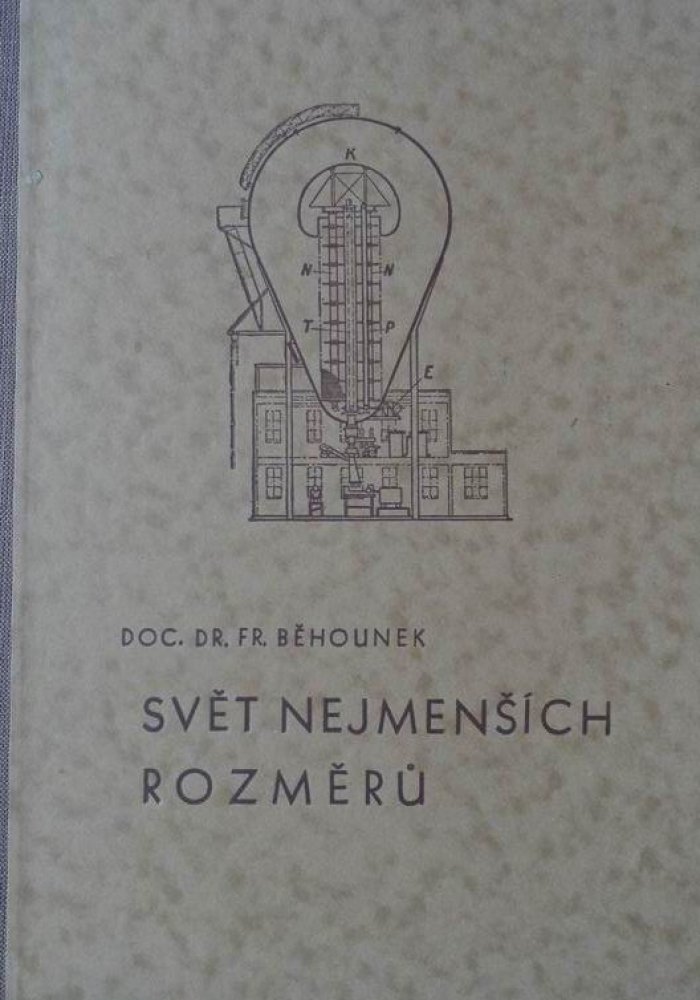 K
N N
T P
E
DOC. DR. FR. BĚHOUNEK
SVĚT NEJMENŠÍCH
ROZMĚRŮ